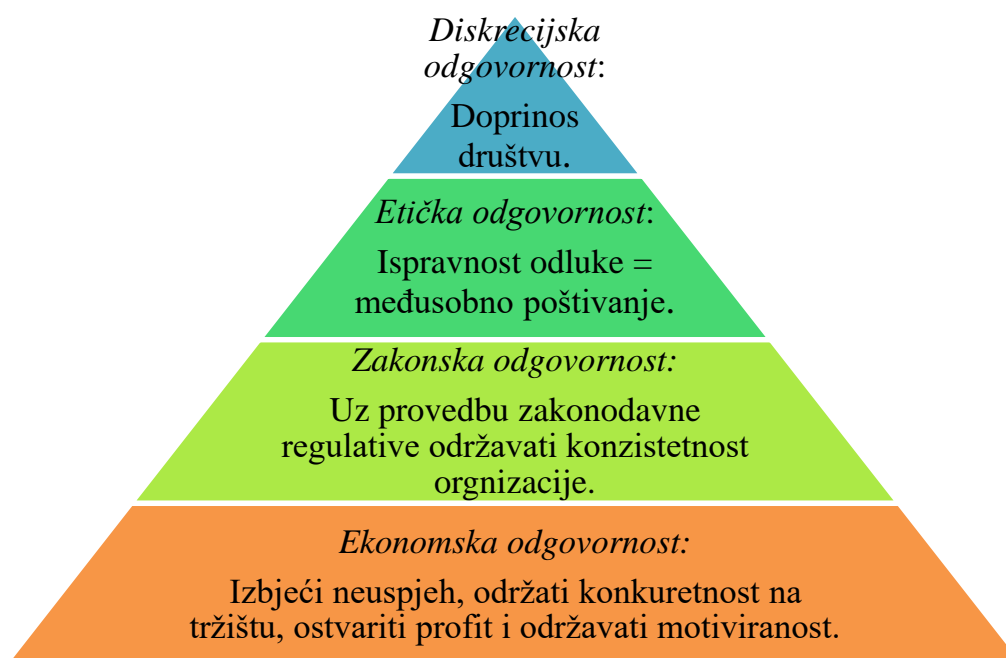 Diskrecijska
odgovornost:
Doprinos
društvu.
Etička odgovornost:
Ispravnost odluke =
međusobno poštivanje.
Zakonska odgovornost:
Uz provedbu zakonodavne
regulative održavati konzistetnost
orgnizacije.
Ekonomska odgovornost:
Izbjeći neuspjeh, održati konkuretnost na
tržištu, ostvariti profit i održavati motiviranost.